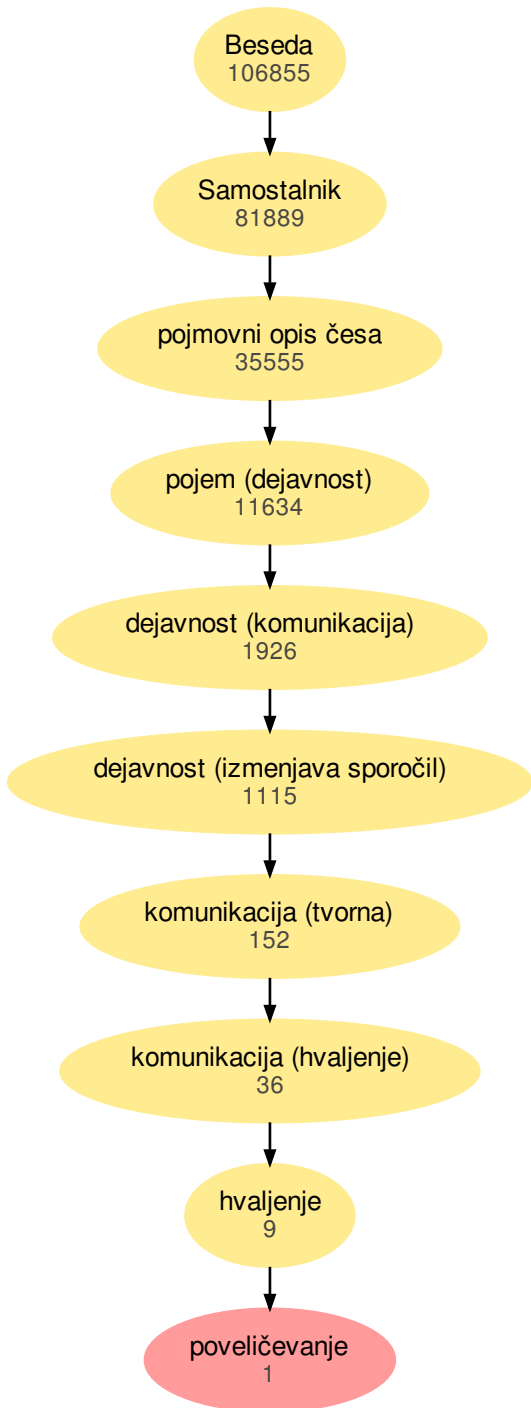 Beseda
106855
Samostalnik
81889
pojmovni opis česa
35555
pojem (dejavnost)
11634
dejavnost (komunikacija)
1926
dejavnost (izmenjava sporočil)
1115
komunikacija (tvorna)
152
komunikacija (hvaljenje)
36
hvaljenje
9
poveličevanje
1